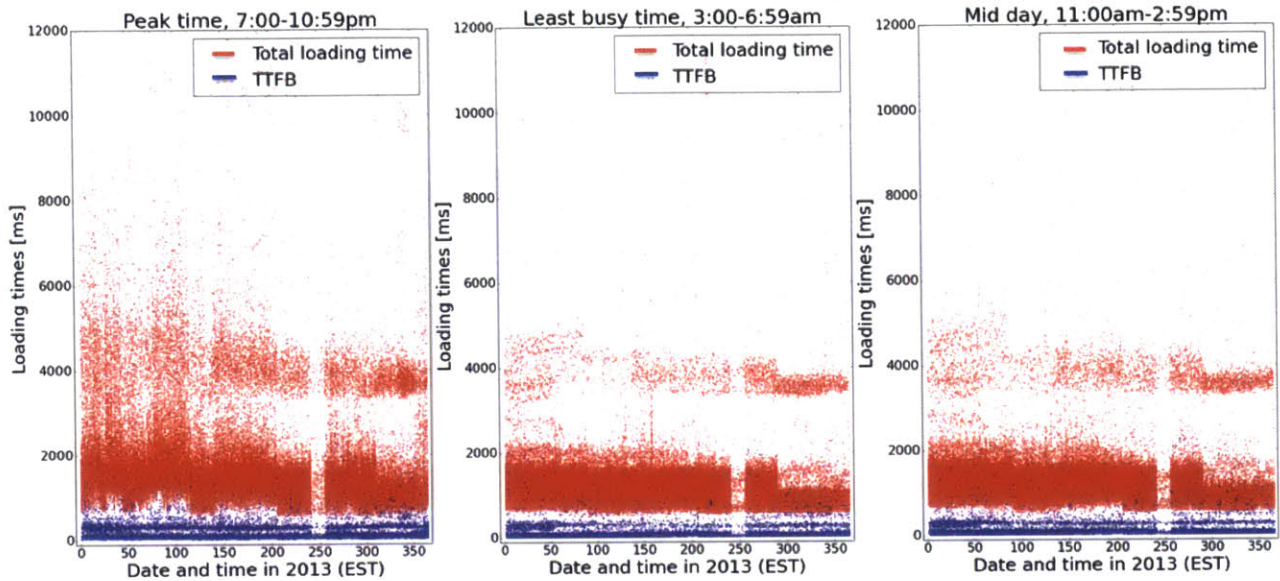 Peak time, 7:00-10:59pm
12000
10000
8000
6000
4000
2000
0
Loading times [ms]
Total loading time
TTFB
0 50 100 150 200 250 300 350
Date and time in 2013 (EST)
Least busy time, 3:00-6:59am
12000
10000
8000
6000
4000
2000
0
Loading times [ms]
Total loading time
TTFB
0 50 100 150 200 250 300 350
Date and time in 2013 (EST)
Mid day, 11:00am-2:59pm
12000
10000
8000
6000
4000
2000
0
Loading times [ms]
Total loading time
TTFB
0 50 100 150 200 250 300 350
Date and time in 2013 (EST)